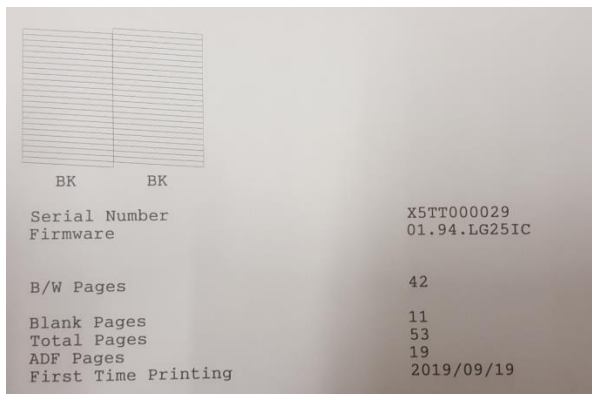 BK BK
Serial Number X5TT000029
Firmware 01.94.LG25IC
B/W Pages 42
Blank Pages 11
Total Pages 53
ADF Pages 19
First Time Printing 2019/09/19